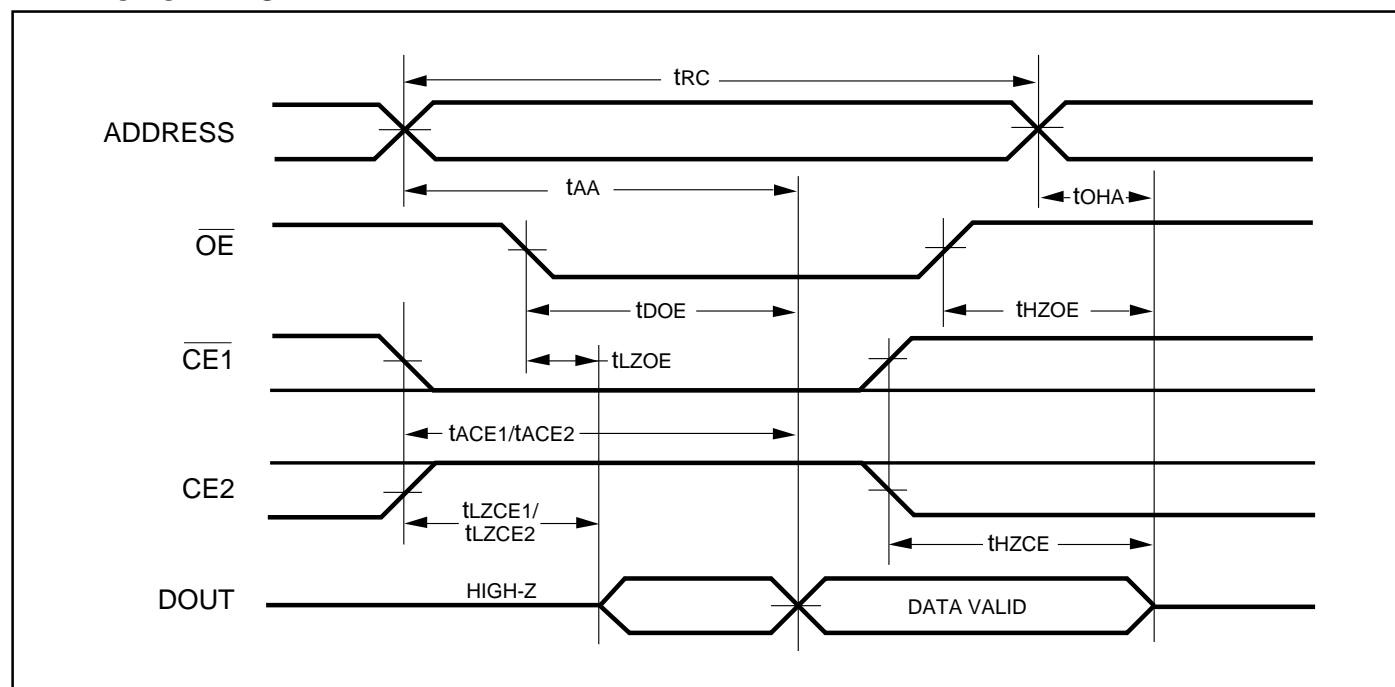 tRC
ADDRESS
tAA
tOHA
OE
tDOE
tHZOE
CE1
tLZOE
tACE1/tACE2
CE2
tLZCE1/
tLZCE2
tHZCE
HIGH-Z
DOUT
DATA VALID